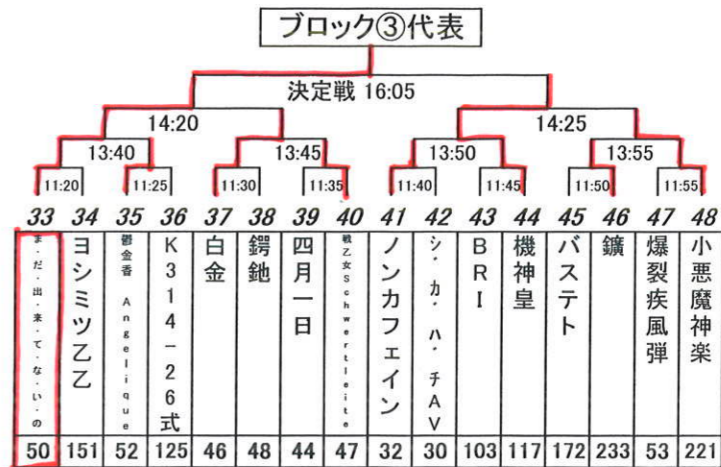 ブロック③代表
決定戦 16:05
14:20 14:25
13:40 13:45 13:50 13:55
11:20 11:25 11:30 11:35 11:40 11:45 11:50 11:55
33 34 35 36 37 38 39 40 41 42 43 44 45 46 47 48
ま・だ・出・来・て・な・い・の
ヨシミツ乙乙
鬱金香 Angelique
K314-26式
白金
鍔鉈
四月一日
戦乙女Schwertleite
ノンカフェイン
シ・カ・ハ・チAV
BRI
機神皇
バステト
鑛
爆裂疾風弾
小悪魔神楽
50 151 52 125 46 48 44 47 32 30 103 117 172 233 53 221